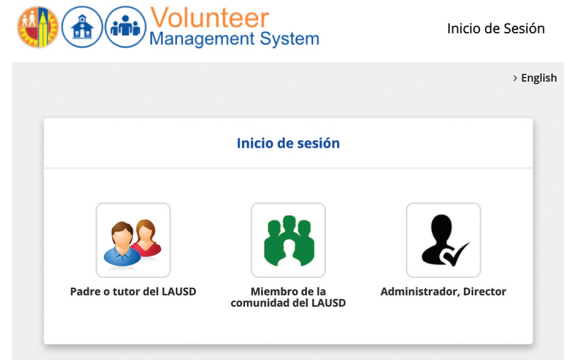 Volunteer
Management System
Inicio de Sesión
> English
Inicio de sesión
Padre o tutor del LAUSD
Miembro de la
comunidad del LAUSD
Administrador, Director